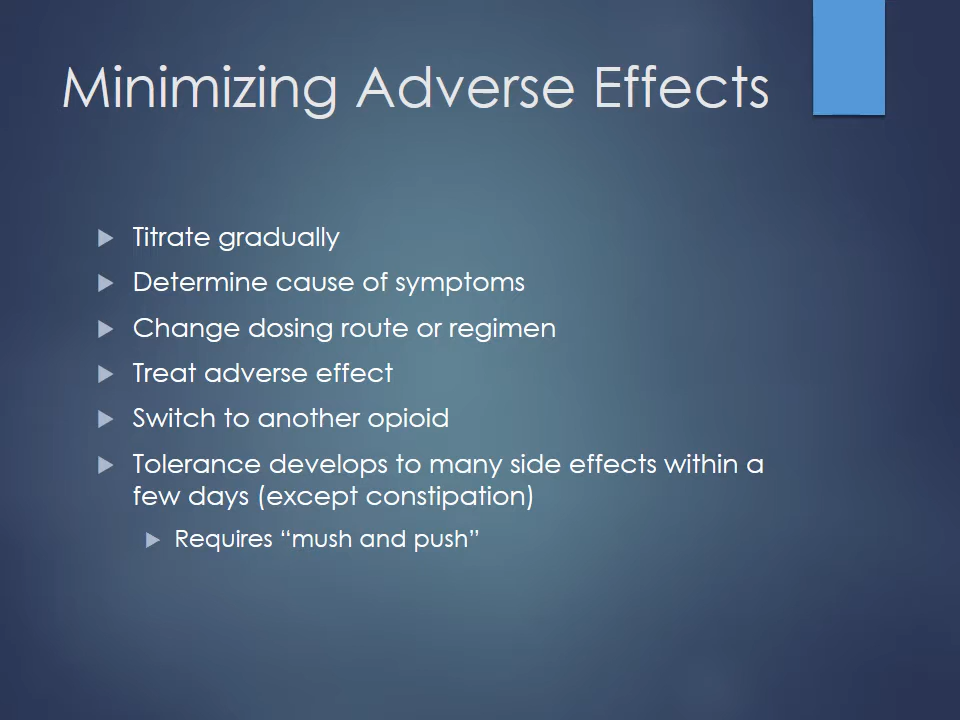 Minimizing Adverse Effects
Titrate gradually
Determine cause of symptoms
Change dosing route or regimen
Treat adverse effect
Switch to another opioid
Tolerance develops to many side effects within a
few days (except constipation)
Requires “mush and push”